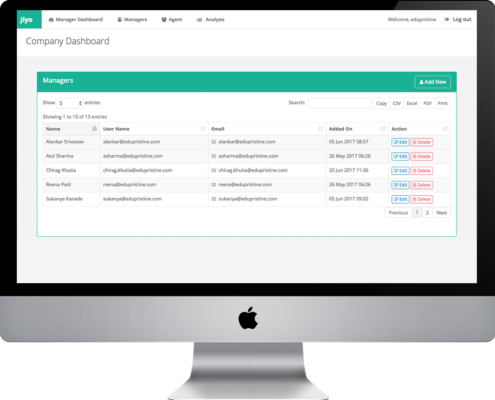 jiyo
Manager Dashboard Managers Agent Analysis Welcome, edupristine Log out
Company Dashboard
Managers Add New
Show 5 entries Search: Copy CSV Excel PDF Print
Showing 1 to 10 of 13 entries
Name User Name Email Added On Action
Alankar Srivastav alankar@edupristine.com alankar@edupristine.com 05 Jun 2017 08:57 Edit Delete
Atul Sharma asharma@edupristine.com asharma@edupristine.com 26 May 2017 06:26 Edit Delete
Chirag Khutia chirag.khutia@edupristine.com chirag.khutia@edupristine.com 20 Jun 2017 11:36 Edit Delete
Reena Patil reena@edupristine.com reena@edupristine.com 26 May 2017 06:26 Edit Delete
Sukanya Kanade sukanya@edupristine.com sukanya@edupristine.com 05 Jun 2017 09:02 Edit Delete
Previous 1 2 Next